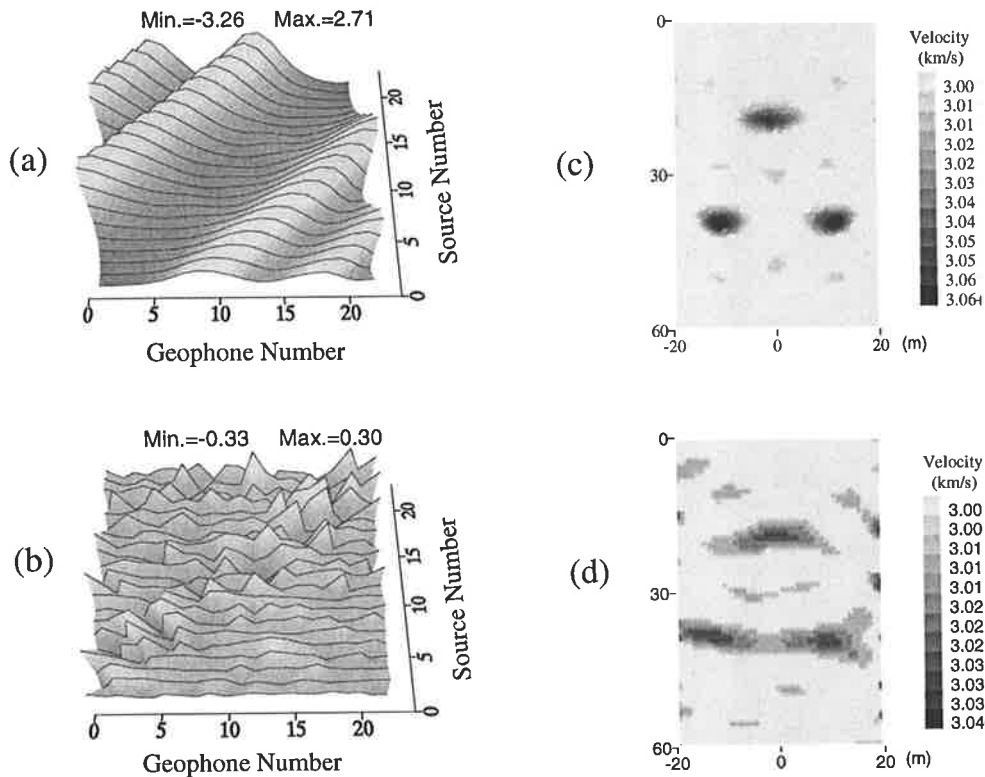 Min.=-3.26 Max.=2.71
(a)
0 5 10 15 20
Geophone Number
0 5 10 15 20
Source Number
(c)
0
30
60
-20 0 20 (m)
Velocity
(km/s)
3.00
3.01
3.01
3.02
3.02
3.03
3.04
3.04
3.05
3.05
3.06
3.06+
Min.=-0.33 Max.=0.30
(b)
0 5 10 15 20
Geophone Number
0 5 10 15 20
Source Number
(d)
0
30
60
-20 0 20 (m)
Velocity
(km/s)
3.00
3.00
3.01
3.01
3.01
3.02
3.02
3.02
3.03
3.03
3.03
3.04